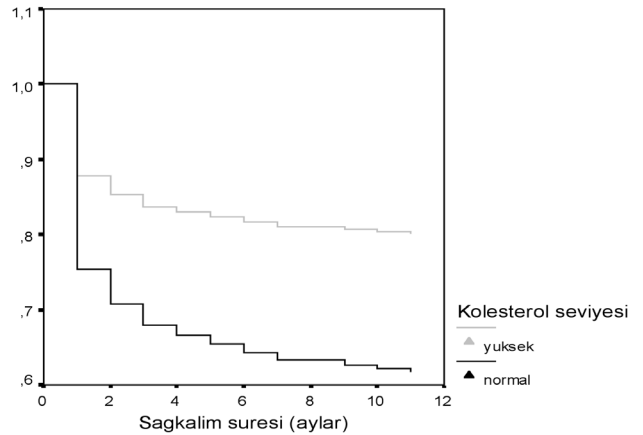 1,1
1,0
,9
,8
,7
,6
0 2 4 6 8 10 12
Sagkalim suresi (aylar)
Kolesterol seviyesi
yuksek
normal